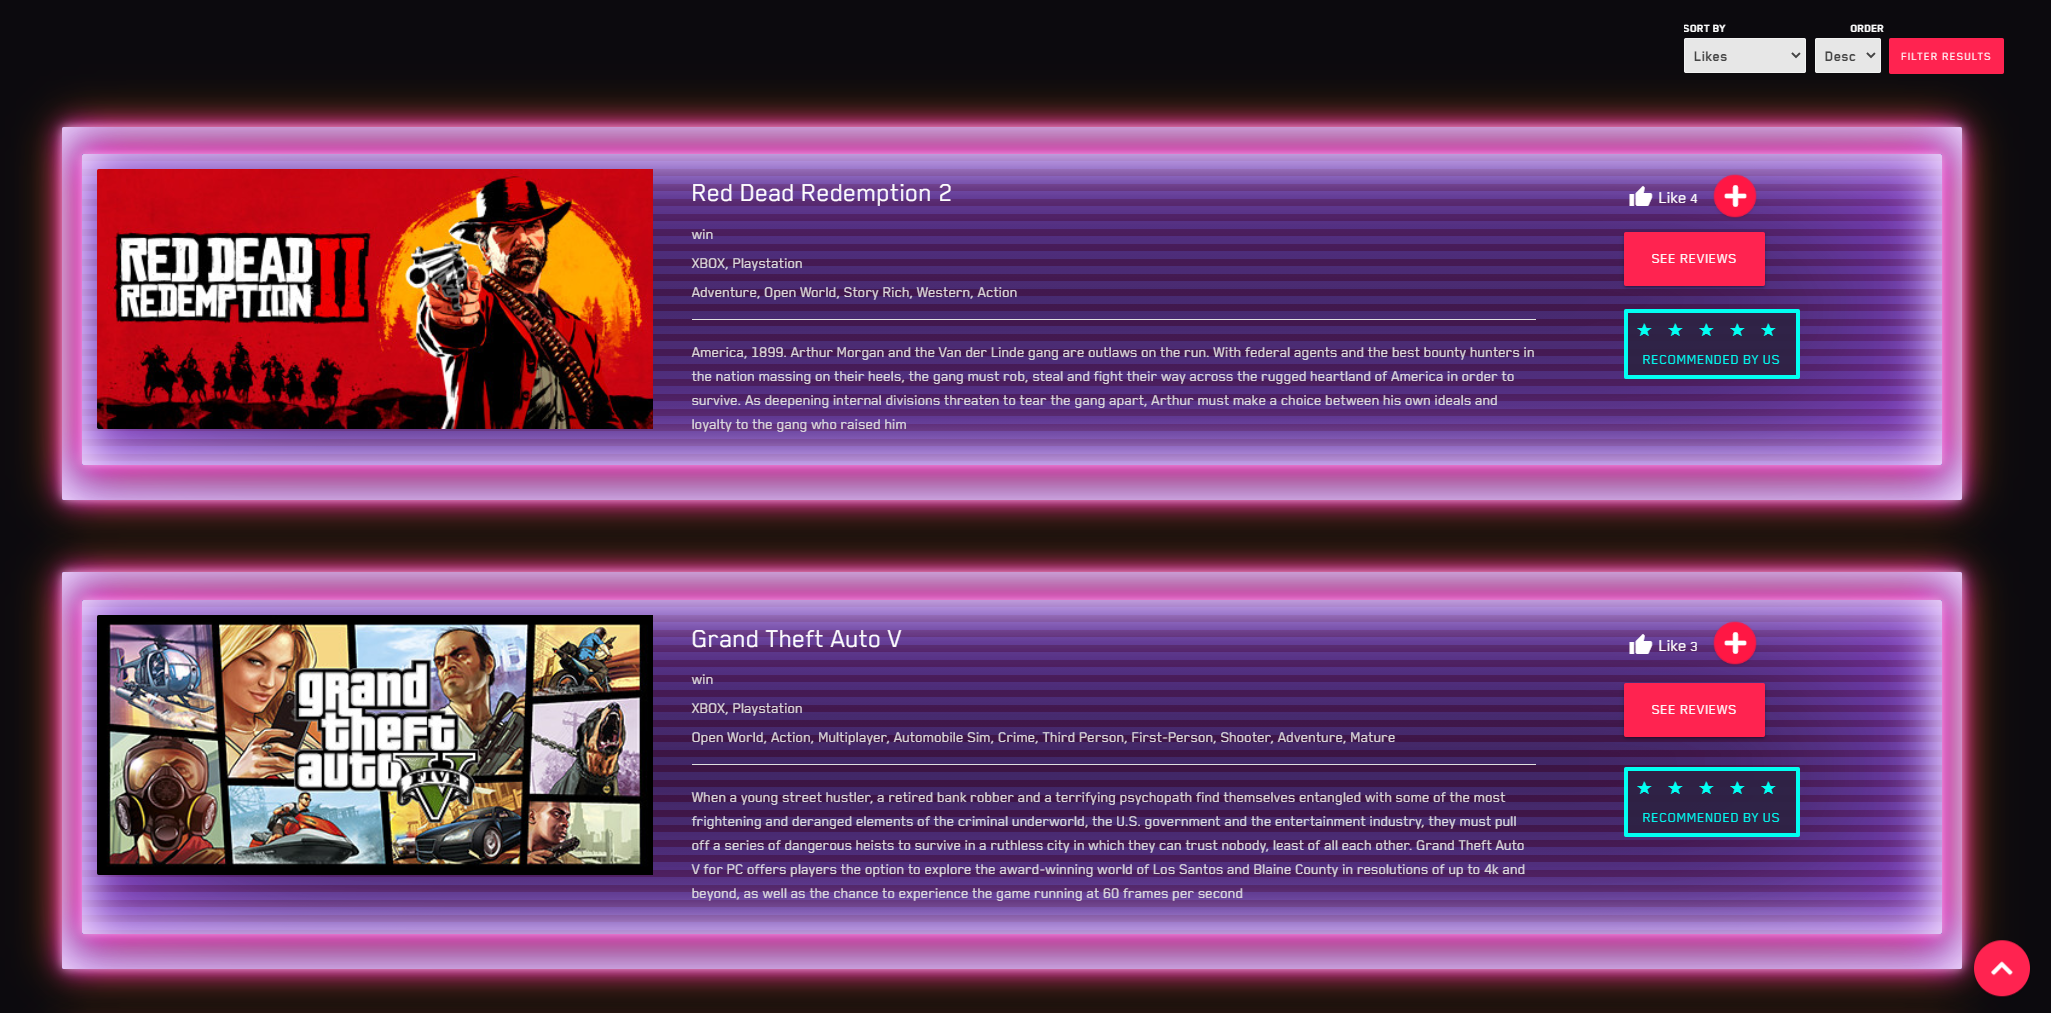 SORT BY ORDER
Likes Desc FILTER RESULTS
RED DEAD
REDEMPTION II
Red Dead Redemption 2
win
XBOX, Playstation
Adventure, Open World, Story Rich, Western, Action
America, 1899. Arthur Morgan and the Van der Linde gang are outlaws on the run. With federal agents and the best bounty hunters in
the nation massing on their heels, the gang must rob, steal and fight their way across the rugged heartland of America in order to
survive. As deepening internal divisions threaten to tear the gang apart, Arthur must make a choice between his own ideals and
loyalty to the gang who raised him
Like 4
SEE REVIEWS
RECOMMENDED BY US
grand
theft
auto
FIVE
V
Grand Theft Auto V
win
XBOX, Playstation
Open World, Action, Multiplayer, Automobile Sim, Crime, Third Person, First-Person, Shooter, Adventure, Mature
When a young street hustler, a retired bank robber and a terrifying psychopath find themselves entangled with some of the most
frightening and deranged elements of the criminal underworld, the U.S. government and the entertainment industry, they must pull
off a series of dangerous heists to survive in a ruthless city in which they can trust nobody, least of all each other. Grand Theft Auto
V for PC offers players the option to explore the award-winning world of Los Santos and Blaine County in resolutions of up to 4k and
beyond, as well as the chance to experience the game running at 60 frames per second
Like 3
SEE REVIEWS
RECOMMENDED BY US